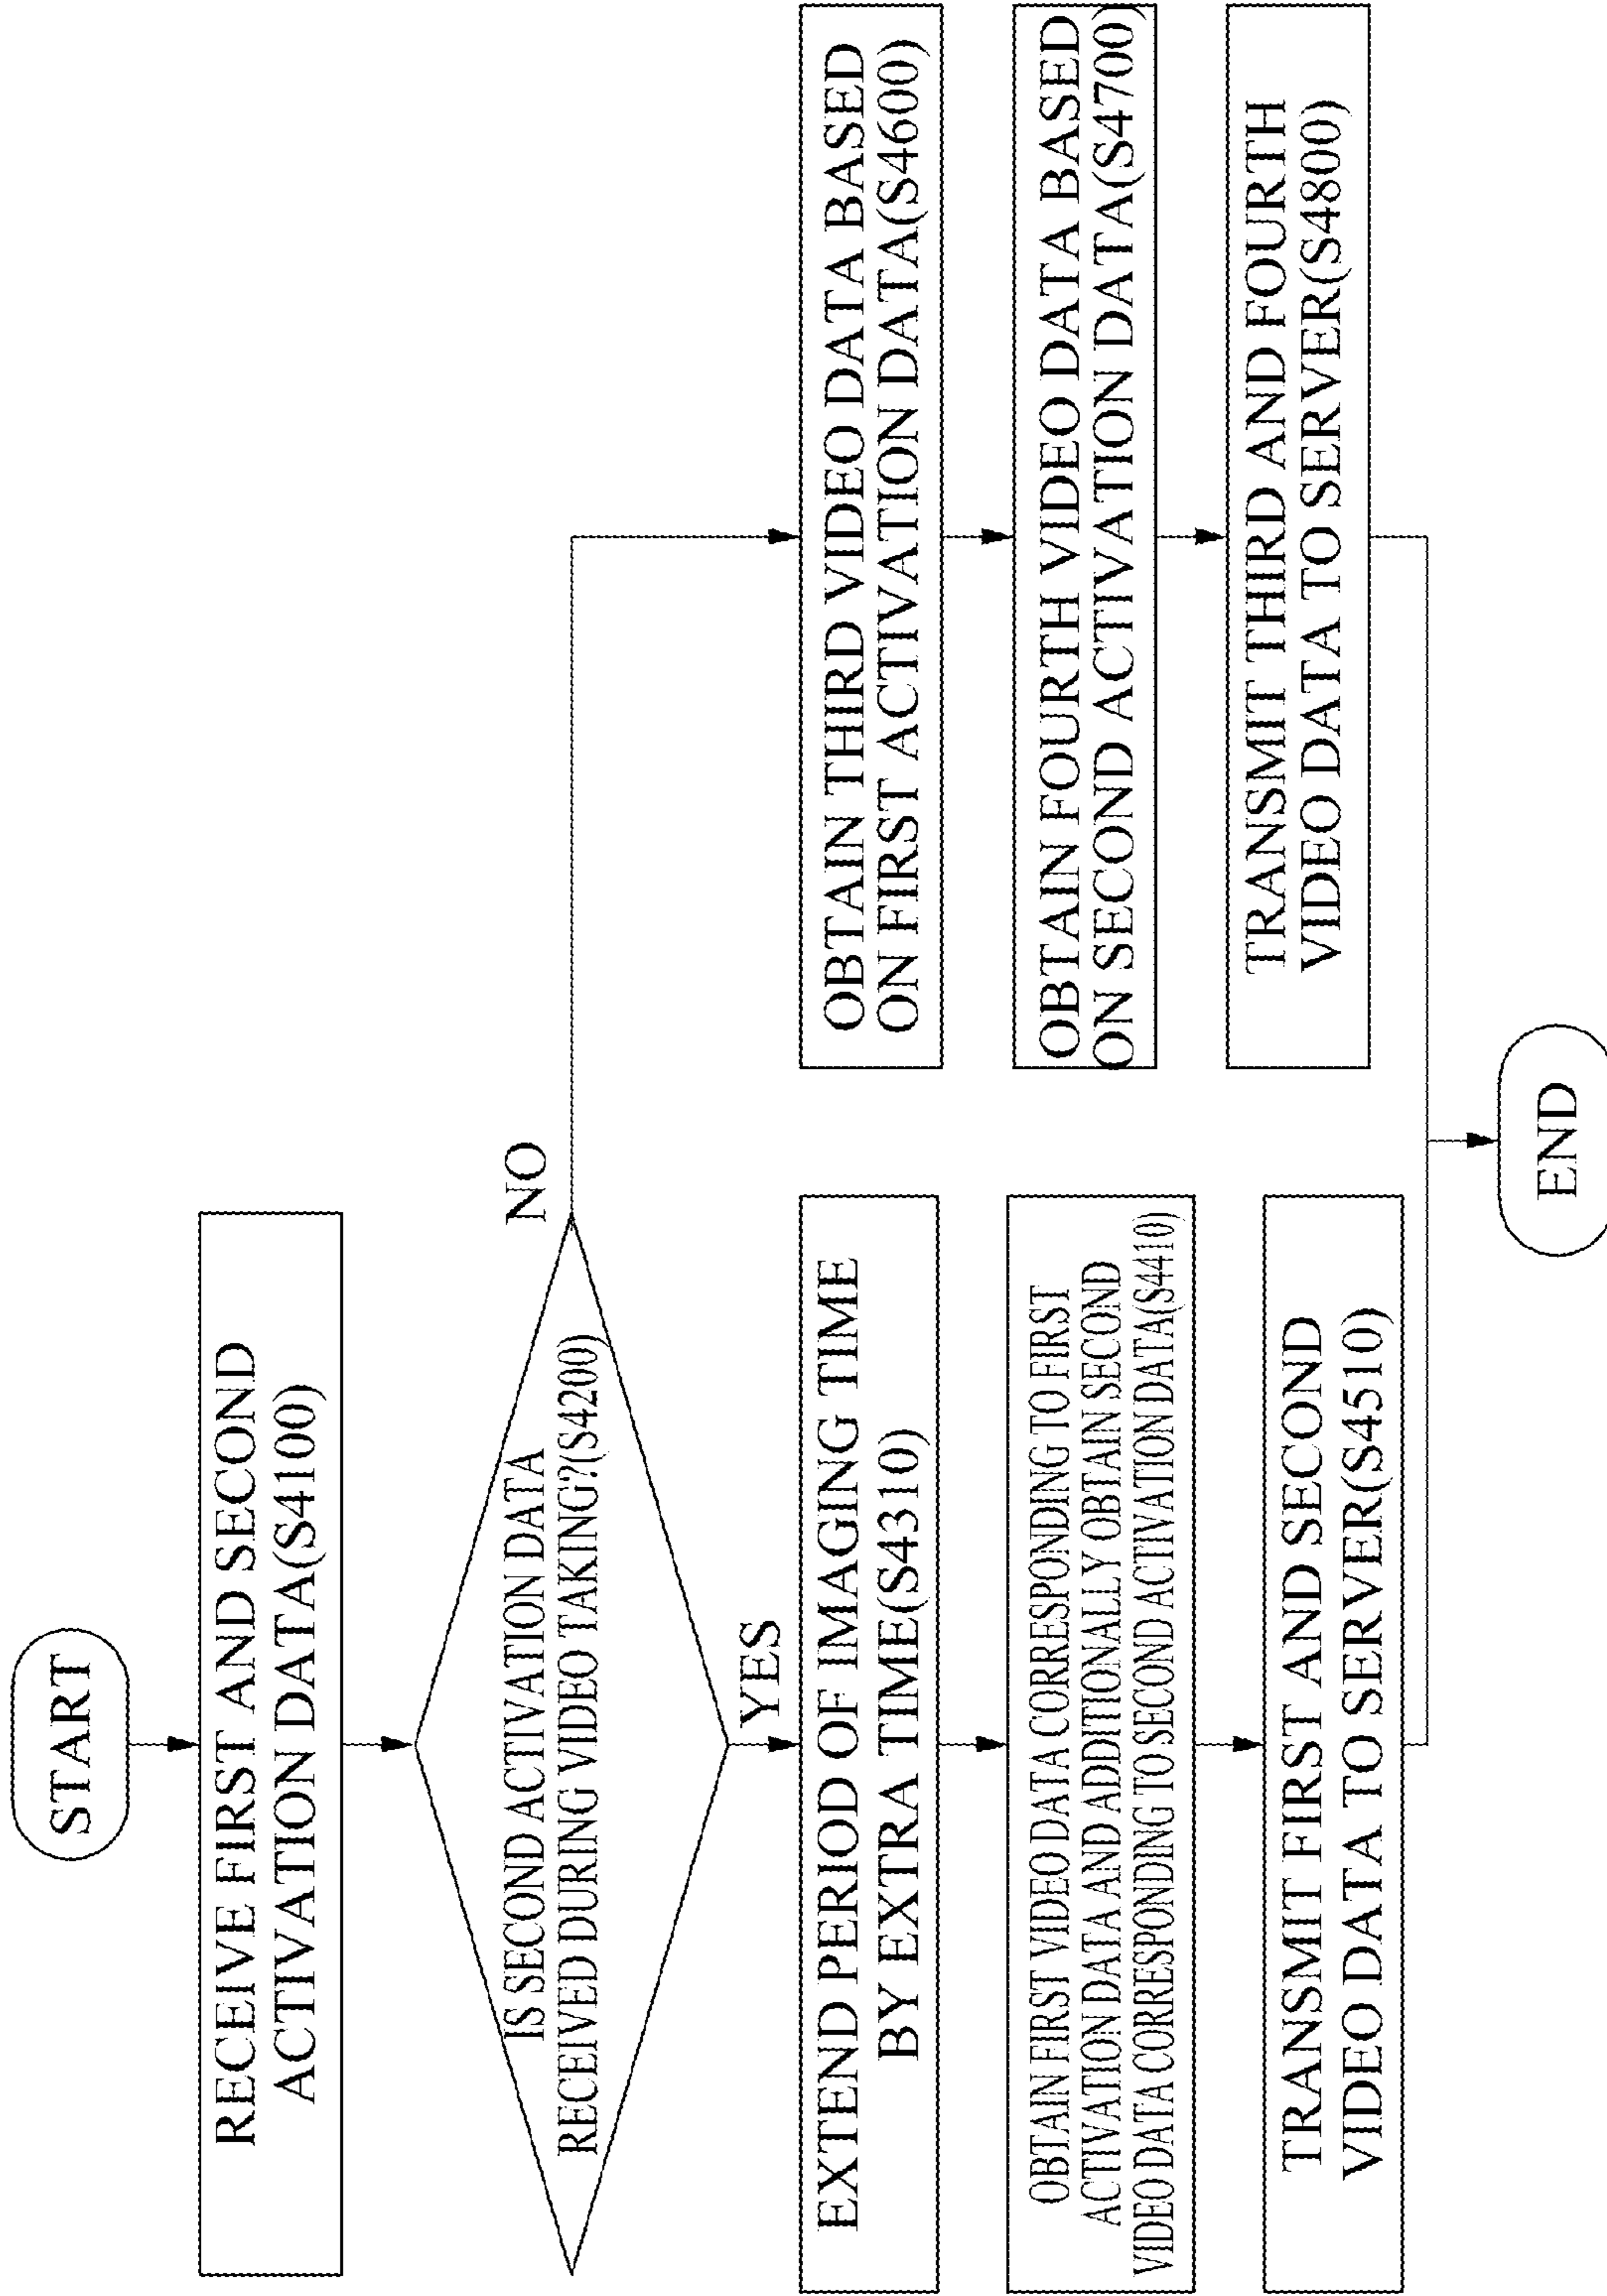 START
RECEIVE FIRST AND SECOND
ACTIVATION DATA(S4100)
IS SECOND ACTIVATION DATA
RECEIVED DURING VIDEO TAKING?(S4200)
NO
YES
EXTEND PERIOD OF IMAGING TIME
BY EXTRA TIME(S4310)
OBTAIN FIRST VIDEO DATA CORRESPONDING TO FIRST
ACTIVATION DATA AND ADDITIONALLY OBTAIN SECOND
VIDEO DATA CORRESPONDING TO SECOND ACTIVATION DATA(S4410)
TRANSMIT FIRST AND SECOND
VIDEO DATA TO SERVER(S4510)
OBTAIN THIRD VIDEO DATA BASED
ON FIRST ACTIVATION DATA(S4600)
OBTAIN FOURTH VIDEO DATA BASED
ON SECOND ACTIVATION DATA(S4700)
TRANSMIT THIRD AND FOURTH
VIDEO DATA TO SERVER(S4800)
END